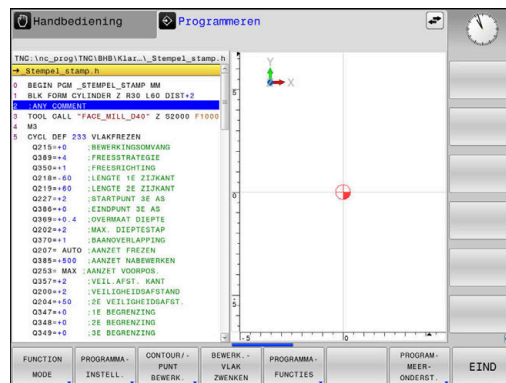 Handbediening
Programmeren
TNC:\nc_prog\TNC\BHB\Klar…\_Stempel_stamp.h
→_Stempel_stamp.h
0 BEGIN PGM _STEMPEL_STAMP MM
1 BLK FORM CYLINDER Z R30 L60 DIST+2
2 ;ANY COMMENT
3 TOOL CALL "FACE_MILL_D40" Z S2000 F1000
4 M3
5 CYCL DEF 233 VLAKFREZEN
Q215=+0 ;BEWERKINGSOMVANG
Q389=+4 ;FREESSTRATEGIE
Q350=+1 ;FREESRICHTING
Q218=-60 ;LENGTE 1E ZIJKANT
Q219=+60 ;LENGTE 2E ZIJKANT
Q227=+2 ;STARTPUNT 3E AS
Q386=+0 ;EINDPUNT 3E AS
Q369=+0.4 ;OVERMAAT DIEPTE
Q202=+2 ;MAX. DIEPTESTAP
Q370=+1 ;BAANOVERLAPPING
Q207= AUTO ;AANZET FREZEN
Q385=+500 ;AANZET NABEWERKEN
Q253= MAX ;AANZET VOORPOS.
Q357=+2 ;VEIL.AFST. KANT
Q200=+2 ;VEILIGHEIDSAFSTAND
Q204=+50 ;2E VEILIGHEIDSAFST.
Q347=+0 ;1E BEGRENZING
Q348=+0 ;2E BEGRENZING
Q349=+0 ;3E BEGRENZING
Y
X
5
0
-5
-5
0
FUNCTION MODE
PROGRAMMA- INSTELL.
CONTOUR/- PUNT BEWERK.
BEWERK.- VLAK ZWENKEN
PROGRAMMA- FUNCTIES
PROGRAM- MEER- ONDERST.
EIND